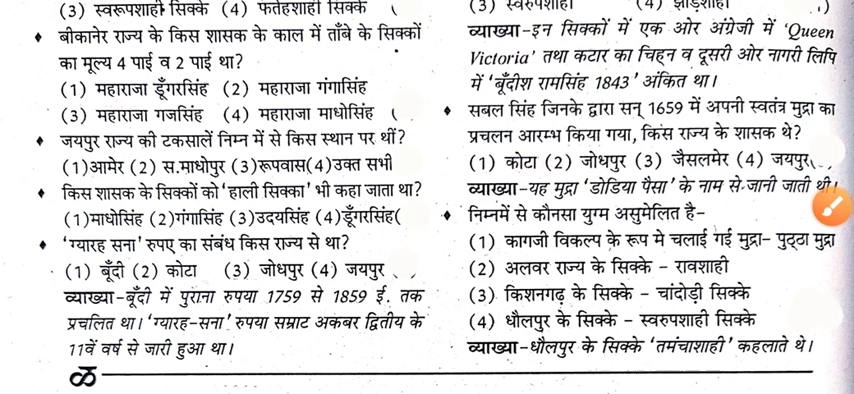 (3) स्वरूपशाही सिक्के (4) फतेहशाही सिक्के (
♦ बीकानेर राज्य के किस शासक के काल में ताँबे के सिक्कों
का मूल्य 4 पाई व 2 पाई था?
(1) महाराजा डूँगरसिंह (2) महाराजा गंगासिंह
(3) महाराजा गजसिंह (4) महाराजा माधोसिंह (
♦ जयपुर राज्य की टकसालें निम्न में से किस स्थान पर थीं?
(1)आमेर (2) स.माधोपुर (3)रूपवास(4)उक्त सभी
♦ किस शासक के सिक्कों को 'हाली सिक्का' भी कहा जाता था?
(1)माधोसिंह (2)गंगासिंह (3)उदयसिंह (4)डूँगरसिंह(
♦ 'ग्यारह सना' रुपए का संबंध किस राज्य से था?
(1) बूँदी (2) कोटा (3) जोधपुर (4) जयपुर
व्याख्या-बूँदी में पुराना रुपया 1759 से 1859 ई. तक
प्रचलित था। 'ग्यारह-सना' रुपया सम्राट अकबर द्वितीय के
11वें वर्ष से जारी हुआ था।
(3) स्वरुपशाही (4) झाड़शाही )
व्याख्या-इन सिक्कों में एक ओर अंग्रेजी में 'Queen
Victoria' तथा कटार का चिह्न व दूसरी ओर नागरी लिपि
में 'बूँदीश रामसिंह 1843' अंकित था।
♦ सबल सिंह जिनके द्वारा सन् 1659 में अपनी स्वतंत्र मुद्रा का
प्रचलन आरम्भ किया गया, किस राज्य के शासक थे?
(1) कोटा (2) जोधपुर (3) जैसलमेर (4) जयपुर
व्याख्या-यह मुद्रा 'डोडिया पैसा' के नाम से जानी जाती थी।
♦ निम्नमें से कौनसा युग्म असुमेलित है-
(1) कागजी विकल्प के रूप मे चलाई गई मुद्रा- पुठ्ठा मुद्रा
(2) अलवर राज्य के सिक्के - रावशाही
(3) किशनगढ़ के सिक्के - चांदोड़ी सिक्के
(4) धौलपुर के सिक्के - स्वरुपशाही सिक्के
व्याख्या-धौलपुर के सिक्के 'तमंचाशाही' कहलाते थे।